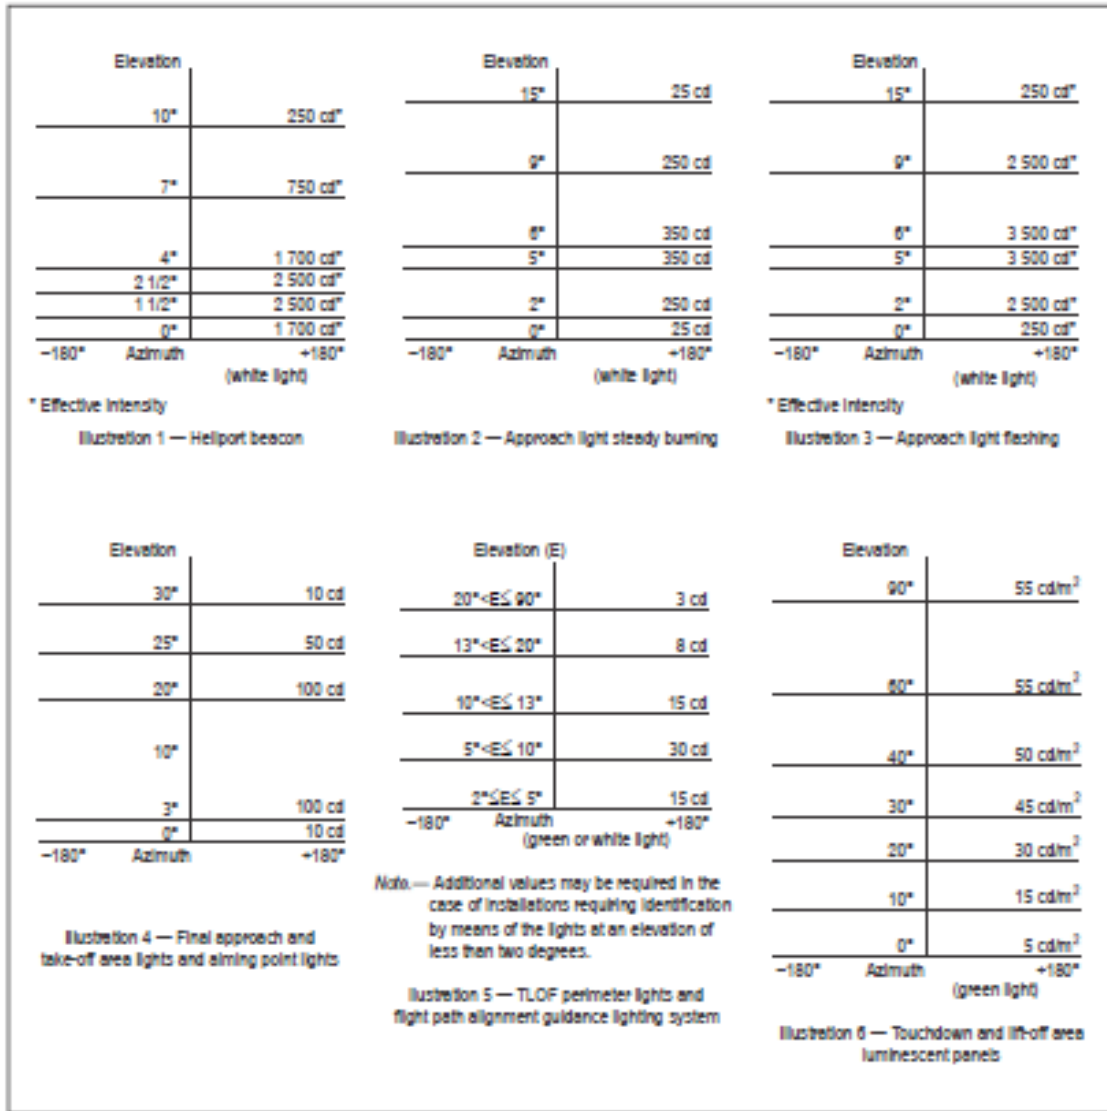 Elevation
10° 250 cd*
7° 750 cd*
4° 1 700 cd*
2 1/2° 2 500 cd*
1 1/2° 2 500 cd*
0° 1 700 cd*
−180° Azimuth +180°
(white light)
* Effective Intensity
Illustration 1 — Heliport beacon
Elevation
15° 25 cd
9° 250 cd
6° 350 cd
5° 350 cd
2° 250 cd
0° 25 cd
−180° Azimuth +180°
(white light)
Illustration 2 — Approach light steady burning
Elevation
15° 250 cd*
9° 2 500 cd*
6° 3 500 cd*
5° 3 500 cd*
2° 2 500 cd*
0° 250 cd*
−180° Azimuth +180°
(white light)
* Effective Intensity
Illustration 3 — Approach light flashing
Elevation
30° 10 cd
25° 50 cd
20° 100 cd
10°
3° 100 cd
0° 10 cd
−180° Azimuth +180°
Illustration 4 — Final approach and
take-off area lights and aiming point lights
Elevation (E)
20°<E≤ 90° 3 cd
13°<E≤ 20° 8 cd
10°<E≤ 13° 15 cd
5°<E≤ 10° 30 cd
2°≤E≤ 5° 15 cd
−180° Azimuth +180°
(green or white light)
Note.— Additional values may be required in the
case of installations requiring identification
by means of the lights at an elevation of
less than two degrees.
Illustration 5 — TLOF perimeter lights and
flight path alignment guidance lighting system
Elevation
90° 55 cd/m²
60° 55 cd/m²
40° 50 cd/m²
30° 45 cd/m²
20° 30 cd/m²
10° 15 cd/m²
0° 5 cd/m²
−180° Azimuth +180°
(green light)
Illustration 6 — Touchdown and lift-off area
luminescent panels